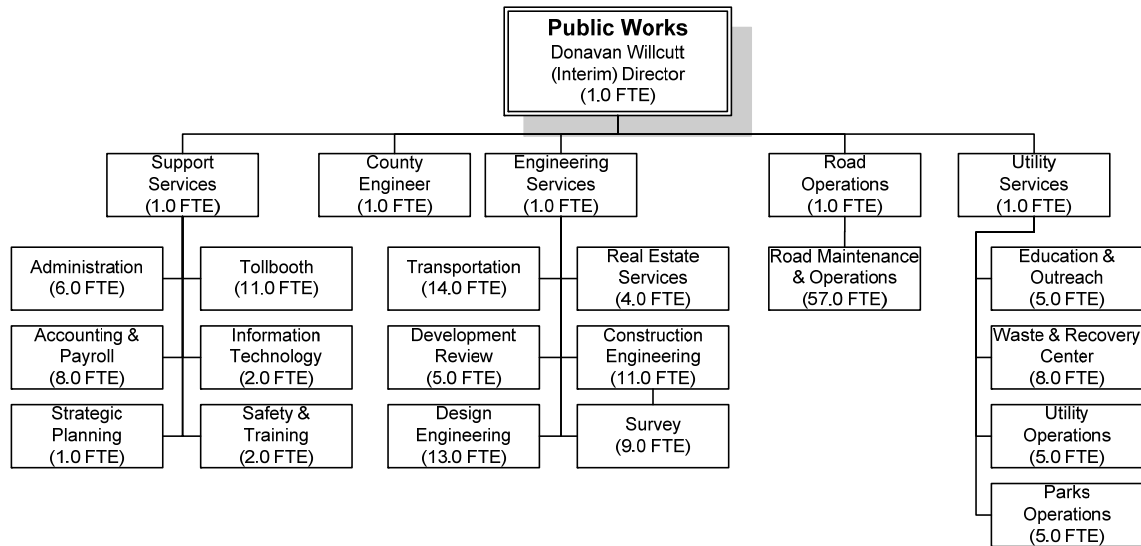 Public Works
Donavan Willcutt
(Interim) Director
(1.0 FTE)
Support
Services
(1.0 FTE)
County
Engineer
(1.0 FTE)
Engineering
Services
(1.0 FTE)
Road
Operations
(1.0 FTE)
Utility
Services
(1.0 FTE)
Administration
(6.0 FTE)
Tollbooth
(11.0 FTE)
Accounting &
Payroll
(8.0 FTE)
Information
Technology
(2.0 FTE)
Strategic
Planning
(1.0 FTE)
Safety &
Training
(2.0 FTE)
Transportation
(14.0 FTE)
Real Estate
Services
(4.0 FTE)
Development
Review
(5.0 FTE)
Construction
Engineering
(11.0 FTE)
Design
Engineering
(13.0 FTE)
Survey
(9.0 FTE)
Road Maintenance
& Operations
(57.0 FTE)
Education &
Outreach
(5.0 FTE)
Waste & Recovery
Center
(8.0 FTE)
Utility
Operations
(5.0 FTE)
Parks
Operations
(5.0 FTE)